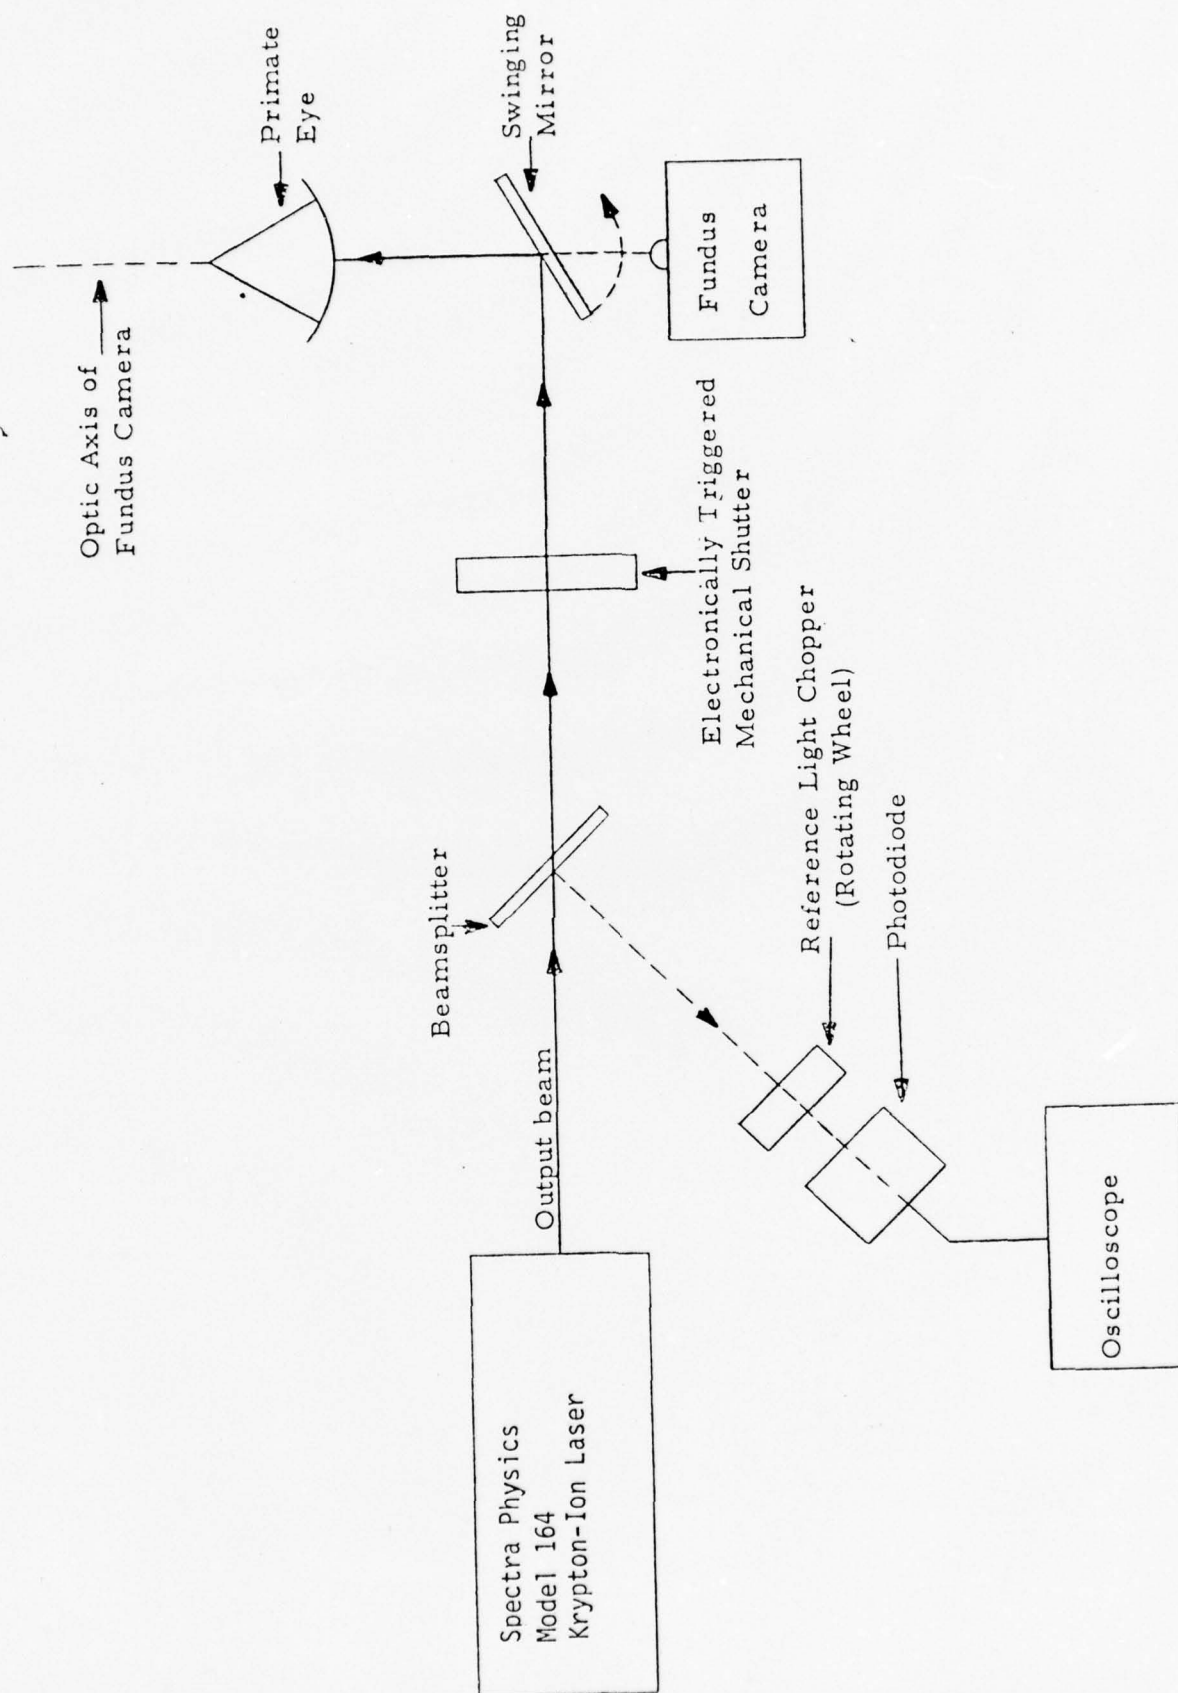 Optic Axis of
Fundus Camera
Primate
Eye
Swinging
Mirror
Fundus
Camera
Electronically Triggered
Mechanical Shutter
Beamsplitter
Reference Light Chopper
(Rotating Wheel)
Photodiode
Output beam
Spectra Physics
Model 164
Krypton-Ion Laser
Oscilloscope